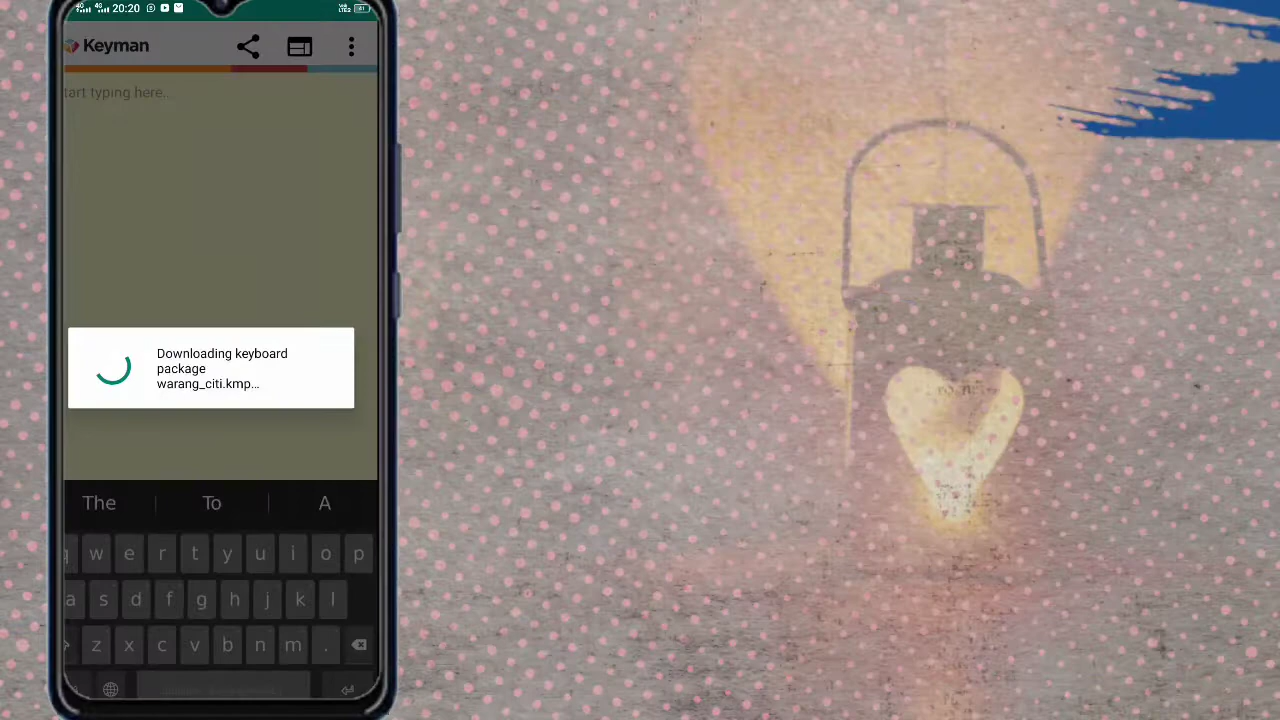 20:20
Keyman
tart typing here...
Downloading keyboard
package
warang_citi.kmp...
The To A
q w e r t y u i o p
a s d f g h j k l
z x c v b n m .